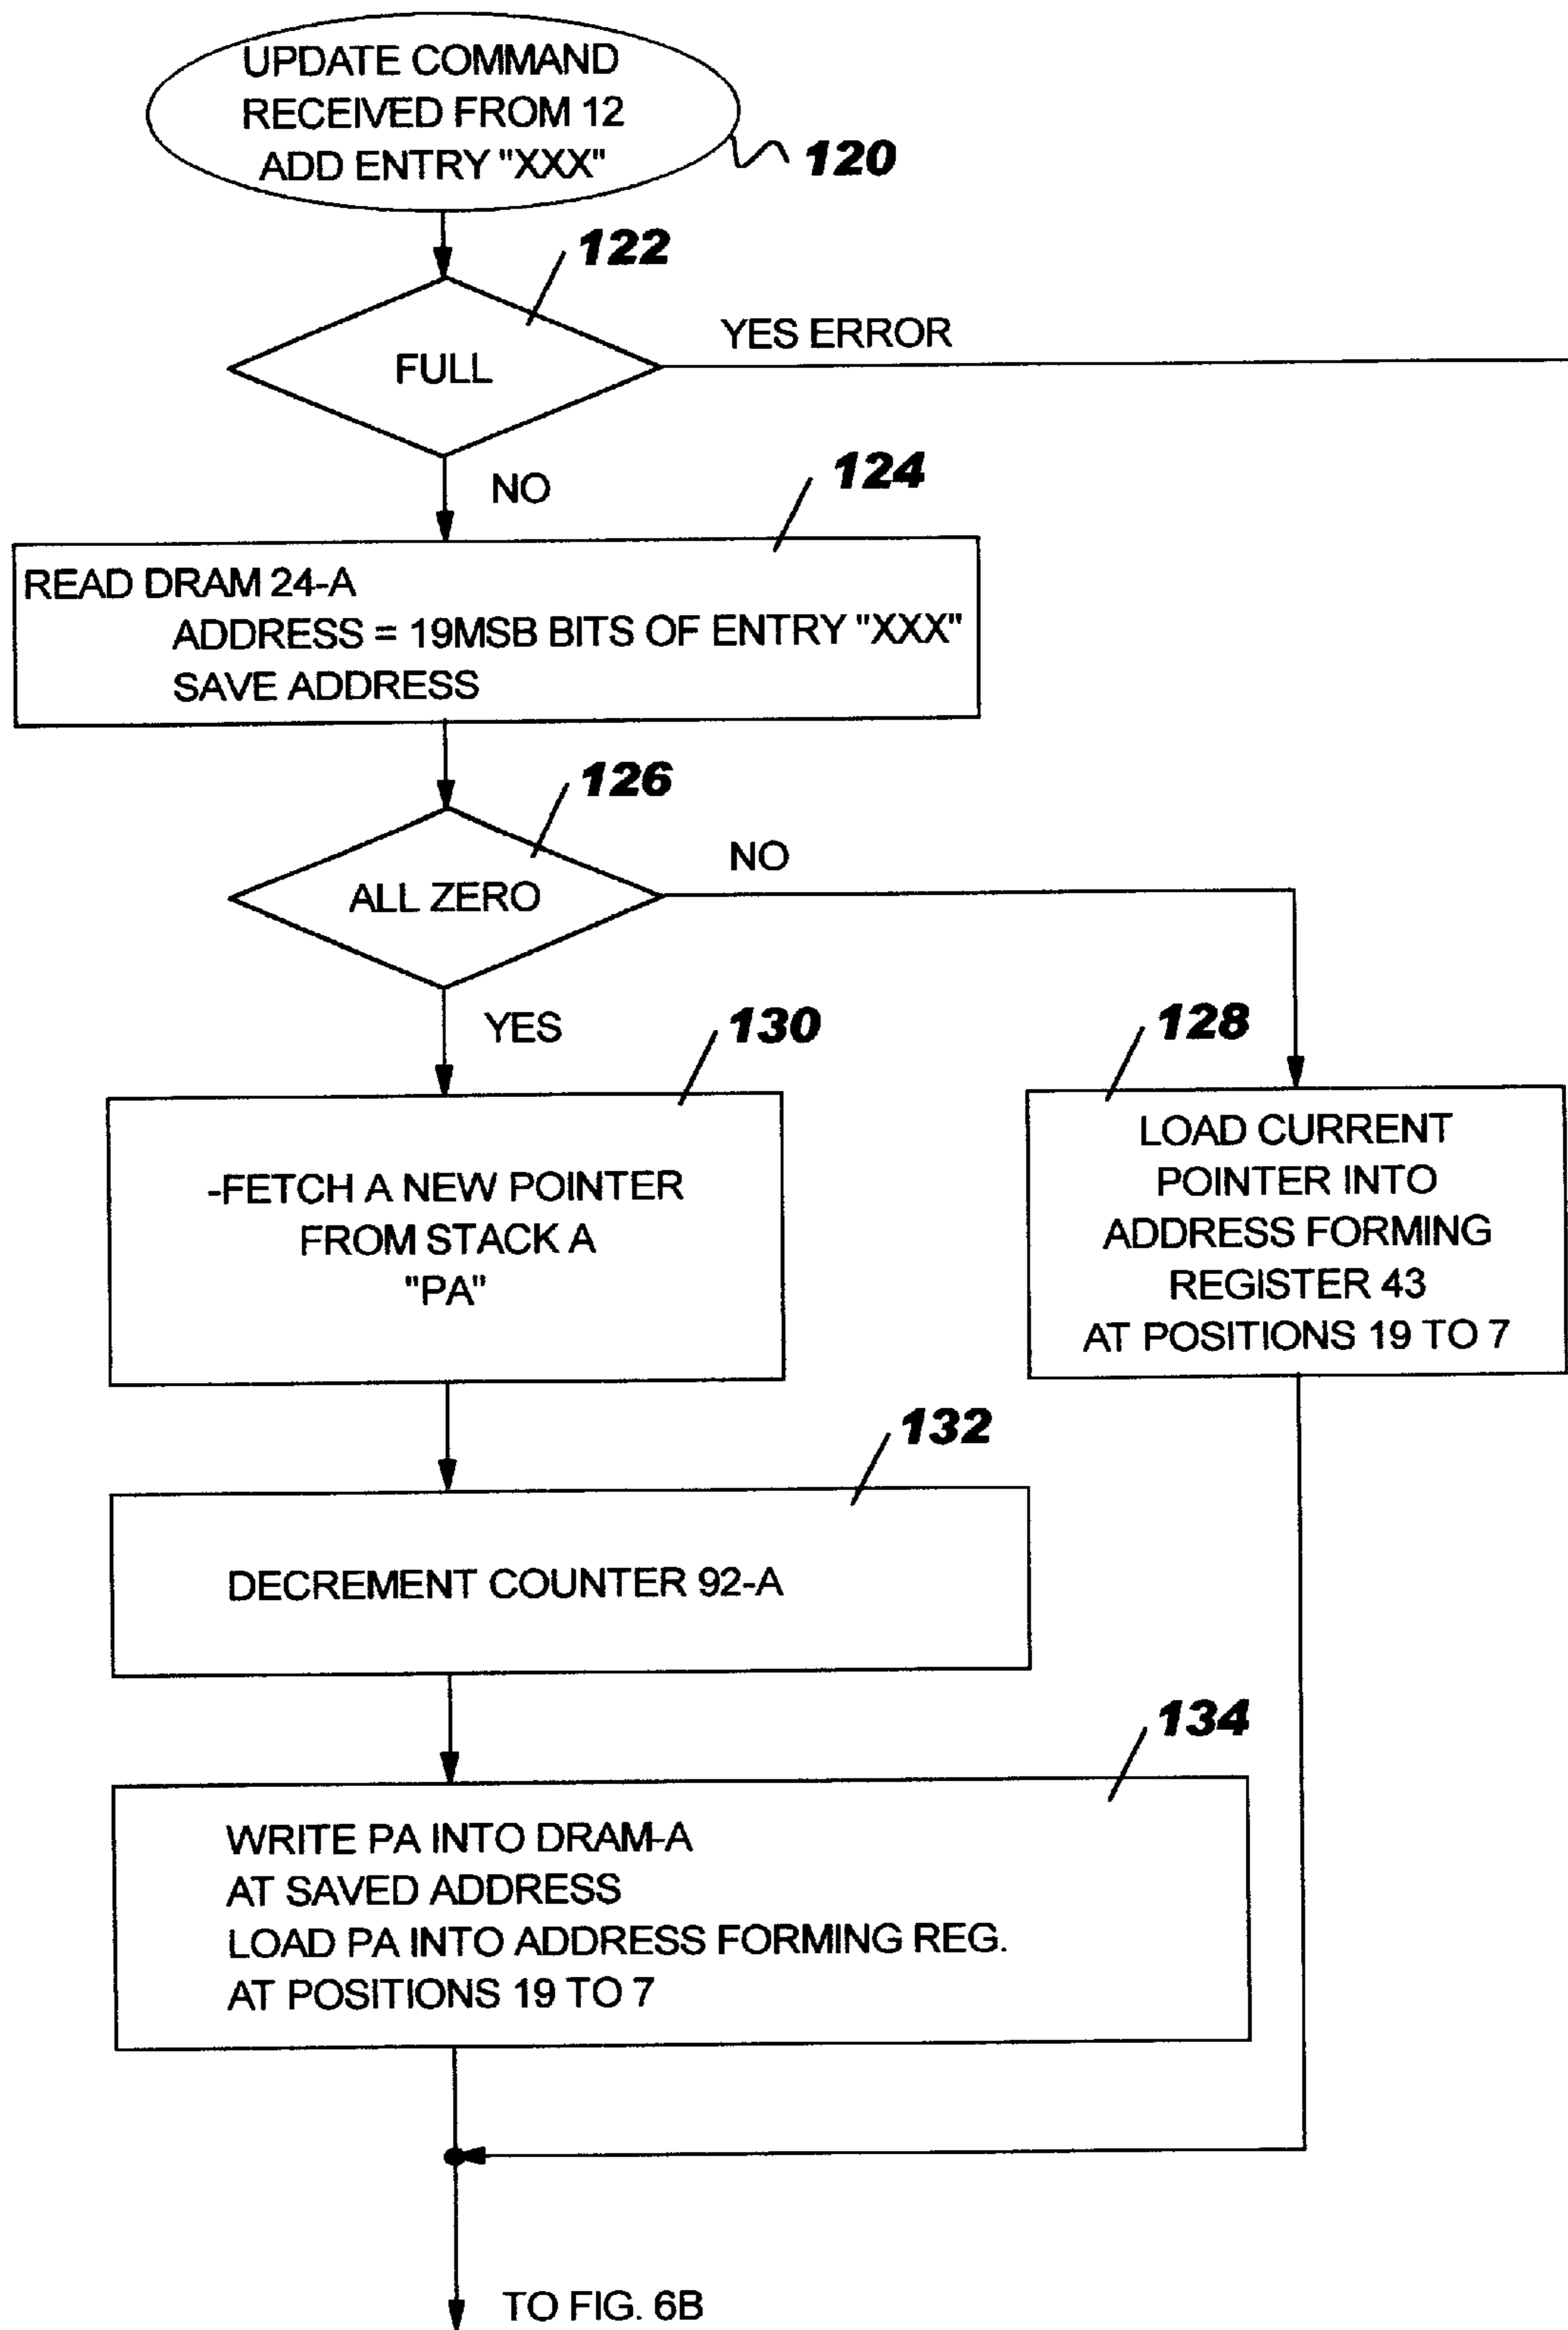 UPDATE COMMAND
RECEIVED FROM 12
ADD ENTRY "XXX"
120
122
FULL
YES ERROR
NO
124
READ DRAM 24-A
ADDRESS = 19MSB BITS OF ENTRY "XXX"
SAVE ADDRESS
126
ALL ZERO
NO
YES
130
-FETCH A NEW POINTER
FROM STACK A
"PA"
128
LOAD CURRENT
POINTER INTO
ADDRESS FORMING
REGISTER 43
AT POSITIONS 19 TO 7
132
DECREMENT COUNTER 92-A
134
WRITE PA INTO DRAM-A
AT SAVED ADDRESS
LOAD PA INTO ADDRESS FORMING REG.
AT POSITIONS 19 TO 7
TO FIG. 6B